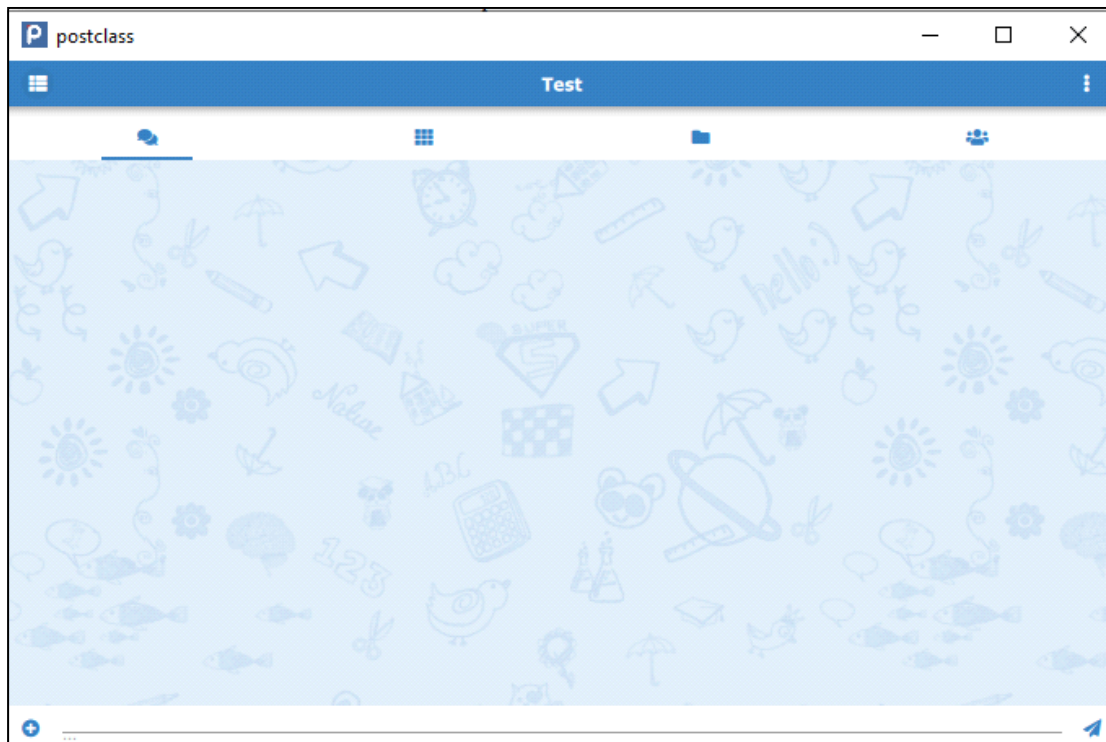 postclass
Test
hello :)
SUPER
S
Nature
ABC
123
...